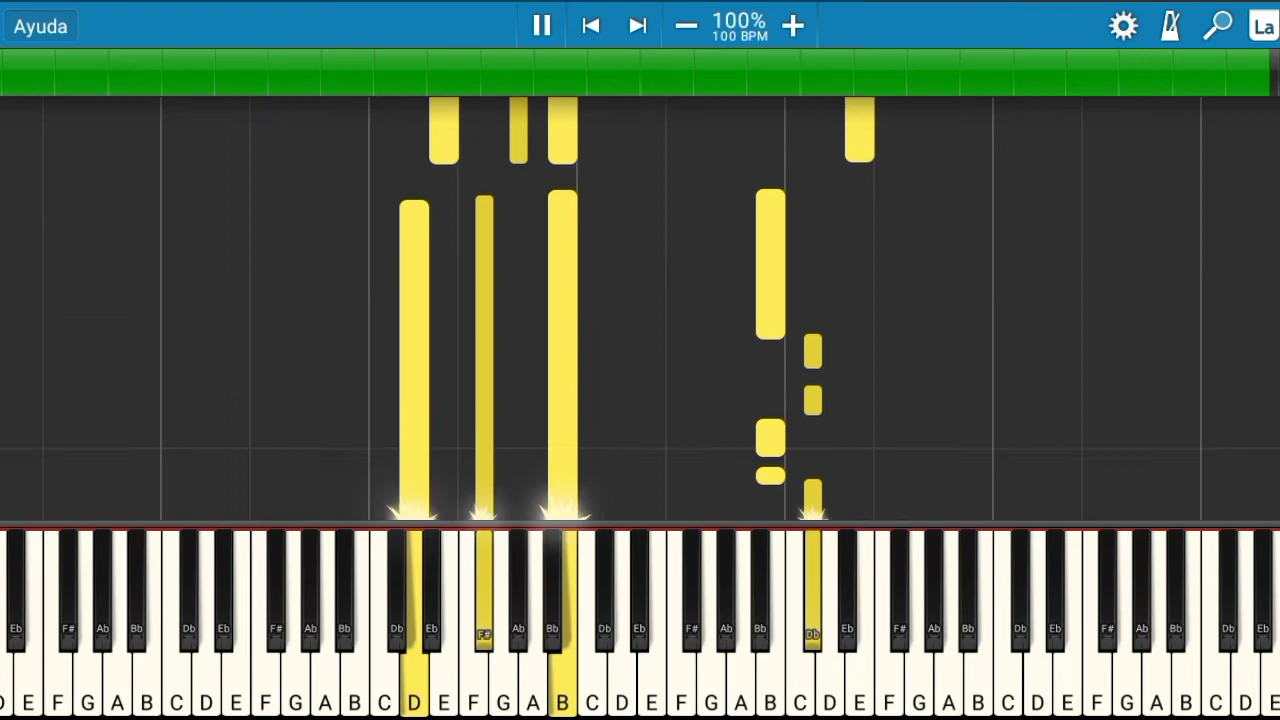 Ayuda
100%
100 BPM
La
Eb F# Ab Bb Db Eb F# Ab Bb Db Eb F# Ab Bb Db Eb F# Ab Bb Db Eb F# Ab Bb Db Eb F# Ab Bb Db Eb
D E F G A B C D E F G A B C D E F G A B C D E F G A B C D E F G A B C D E